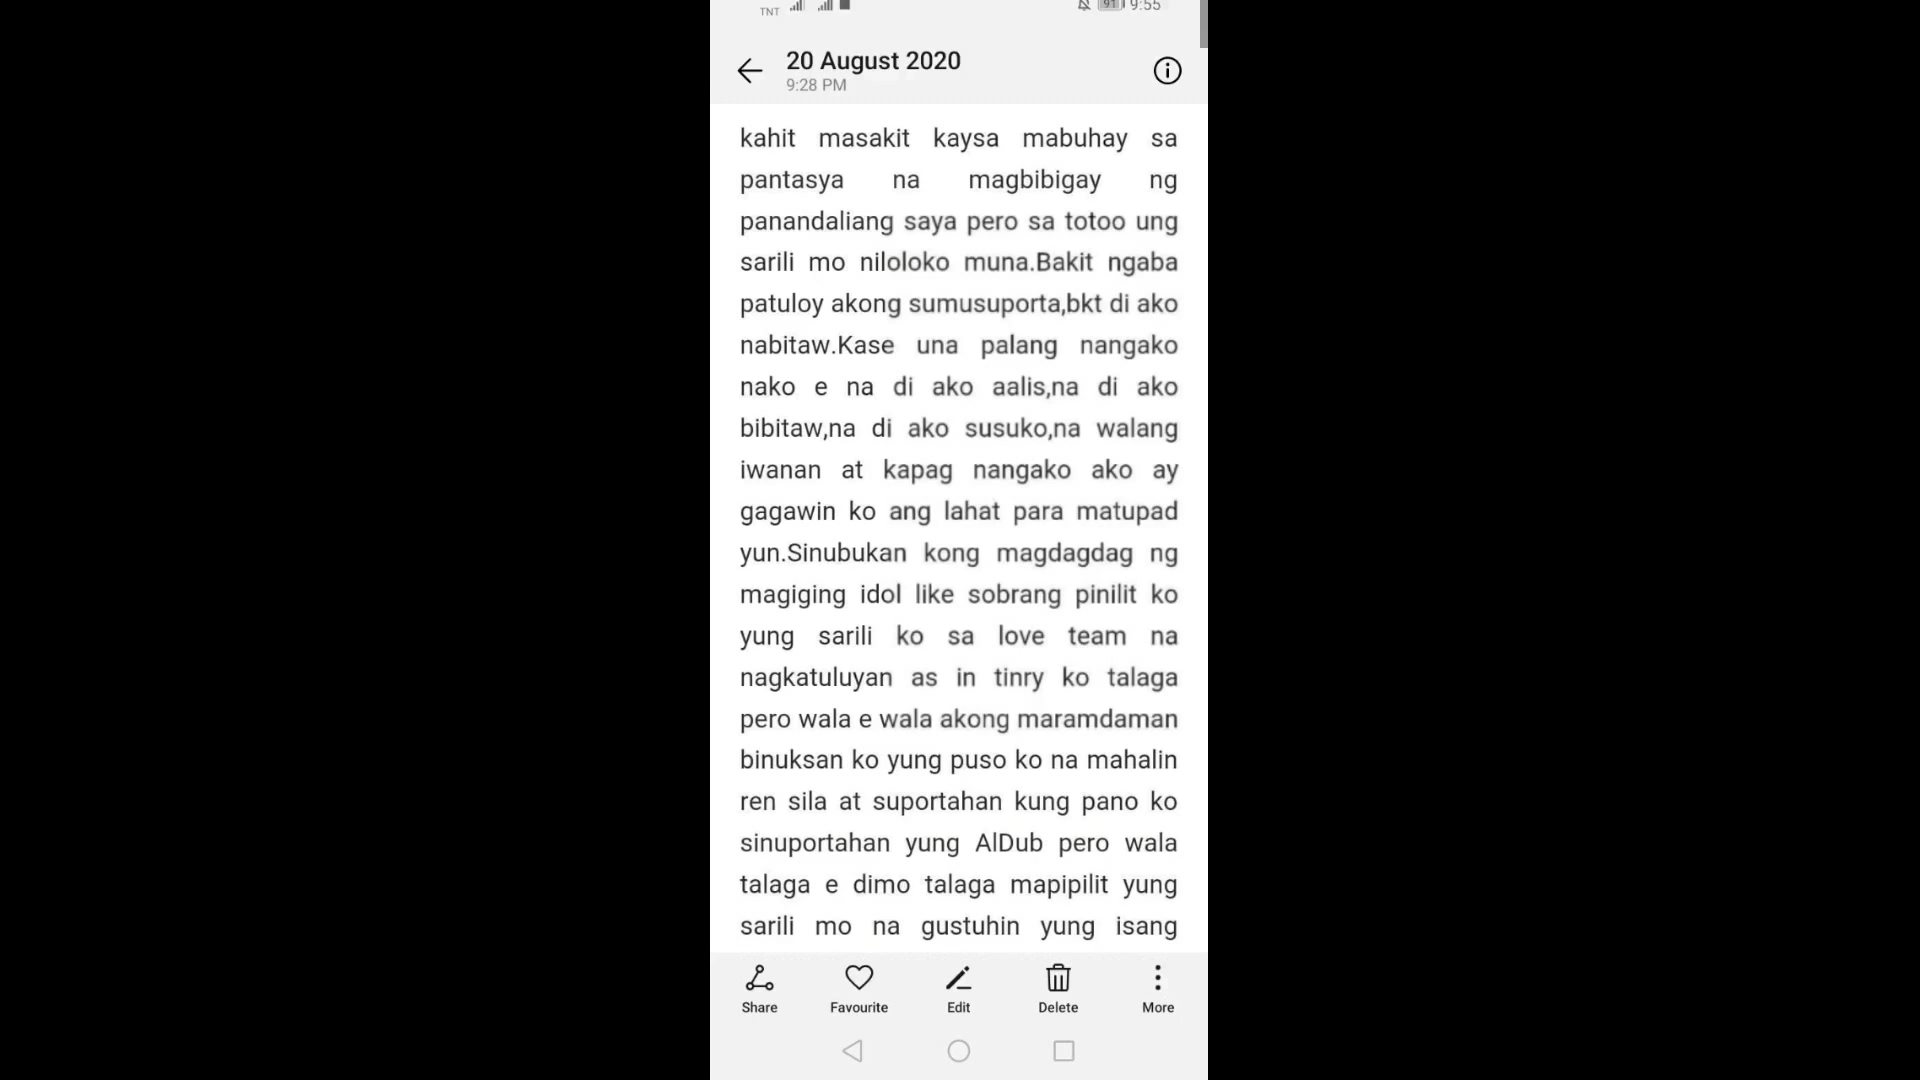 TNT 91 9:55
20 August 2020
9:28 PM
kahit masakit kaysa mabuhay sa
pantasya na magbibigay ng
panandaliang saya pero sa totoo ung
sarili mo niloloko muna.Bakit ngaba
patuloy akong sumusuporta,bkt di ako
nabitaw.Kase una palang nangako
nako e na di ako aalis,na di ako
bibitaw,na di ako susuko,na walang
iwanan at kapag nangako ako ay
gagawin ko ang lahat para matupad
yun.Sinubukan kong magdagdag ng
magiging idol like sobrang pinilit ko
yung sarili ko sa love team na
nagkatuluyan as in tinry ko talaga
pero wala e wala akong maramdaman
binuksan ko yung puso ko na mahalin
ren sila at suportahan kung pano ko
sinuportahan yung AlDub pero wala
talaga e dimo talaga mapipilit yung
sarili mo na gustuhin yung isang
Share Favourite Edit Delete More